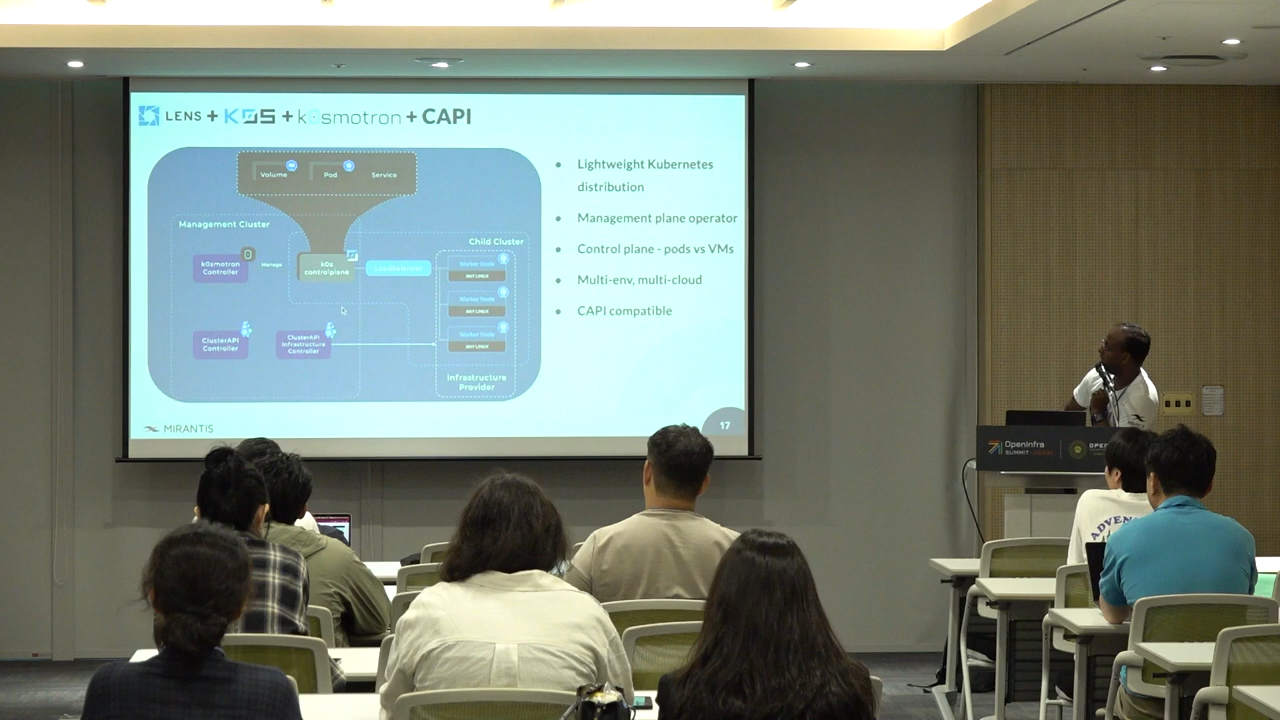 LENS + K0S + k0smotron + CAPI
Volume
Pod
Service
Management Cluster
Child Cluster
k0smotron
Controller
Manage
k0s
controlplane
Loadbalancer
Worker Node
ANY LINUX
Worker Node
ANY LINUX
Worker Node
ANY LINUX
ClusterAPI
Controller
ClusterAPI
Infrastructure
Controller
Infrastructure
Provider
• Lightweight Kubernetes
distribution
• Management plane operator
• Control plane - pods vs VMs
• Multi-env, multi-cloud
• CAPI compatible
MIRANTIS
17
OpenInfra
SUMMIT